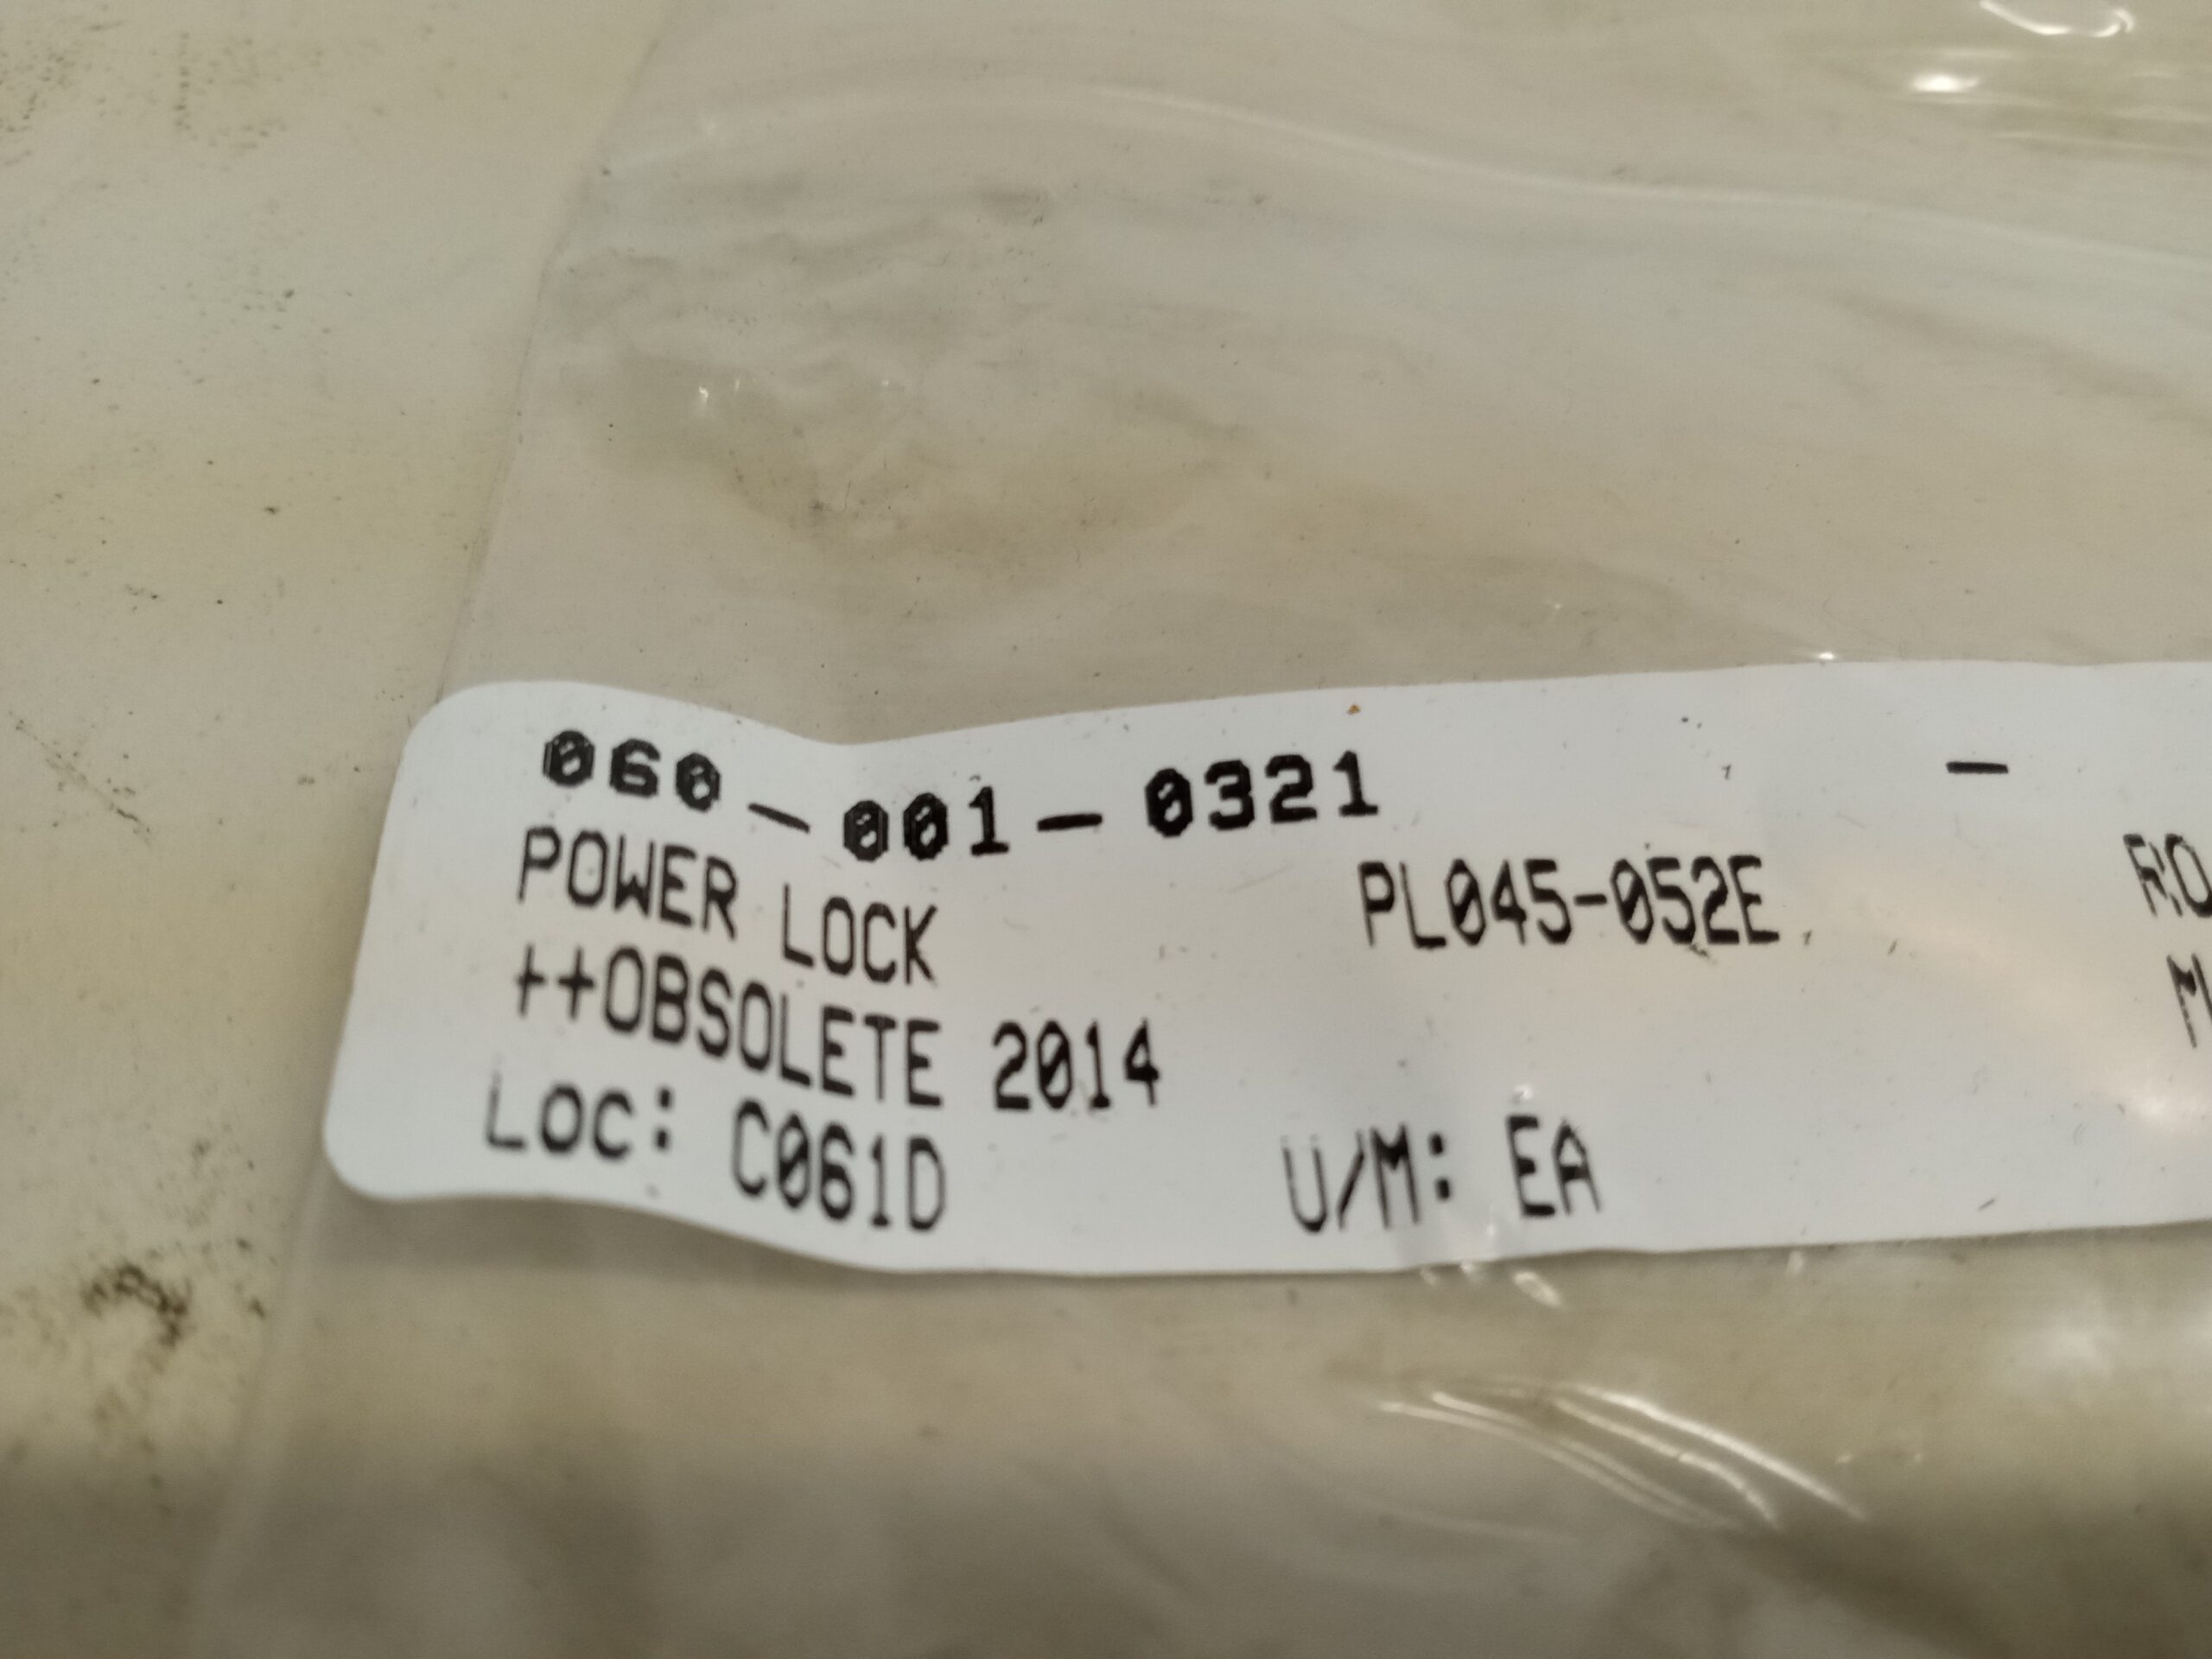 060-001-0321 -
POWER LOCK PL045-052E
++OBSOLETE 2014
Loc: C061D U/M: EA